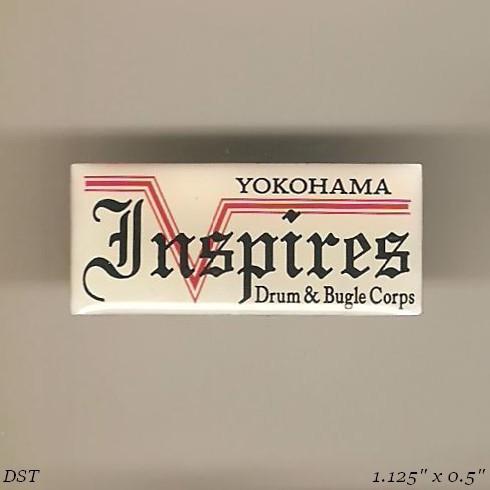 YOKOHAMA
Inspires
Drum & Bugle Corps
DST
1.125" x 0.5"